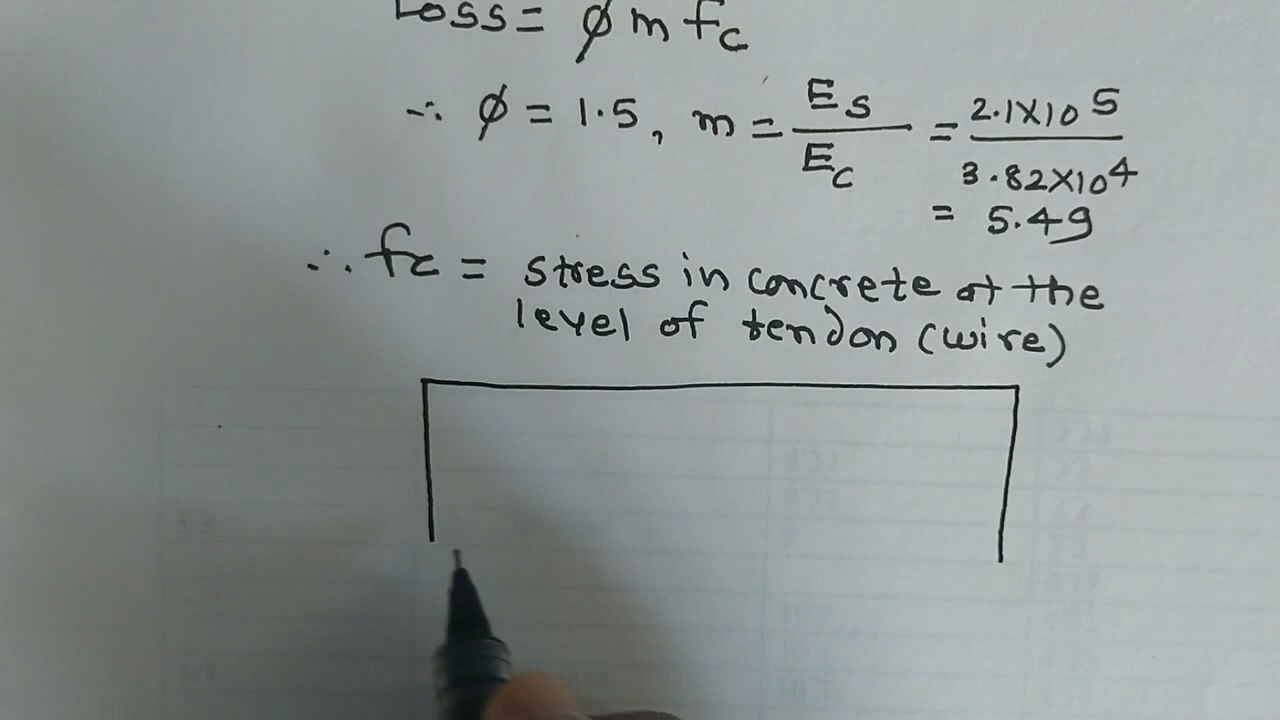 Loss = φ m fc
∴ φ = 1.5, m = Es / Ec = 2.1×10^5 / 3.82×10^4
= 5.49
∴ fc = stress in concrete at the
level of tendon (wire)